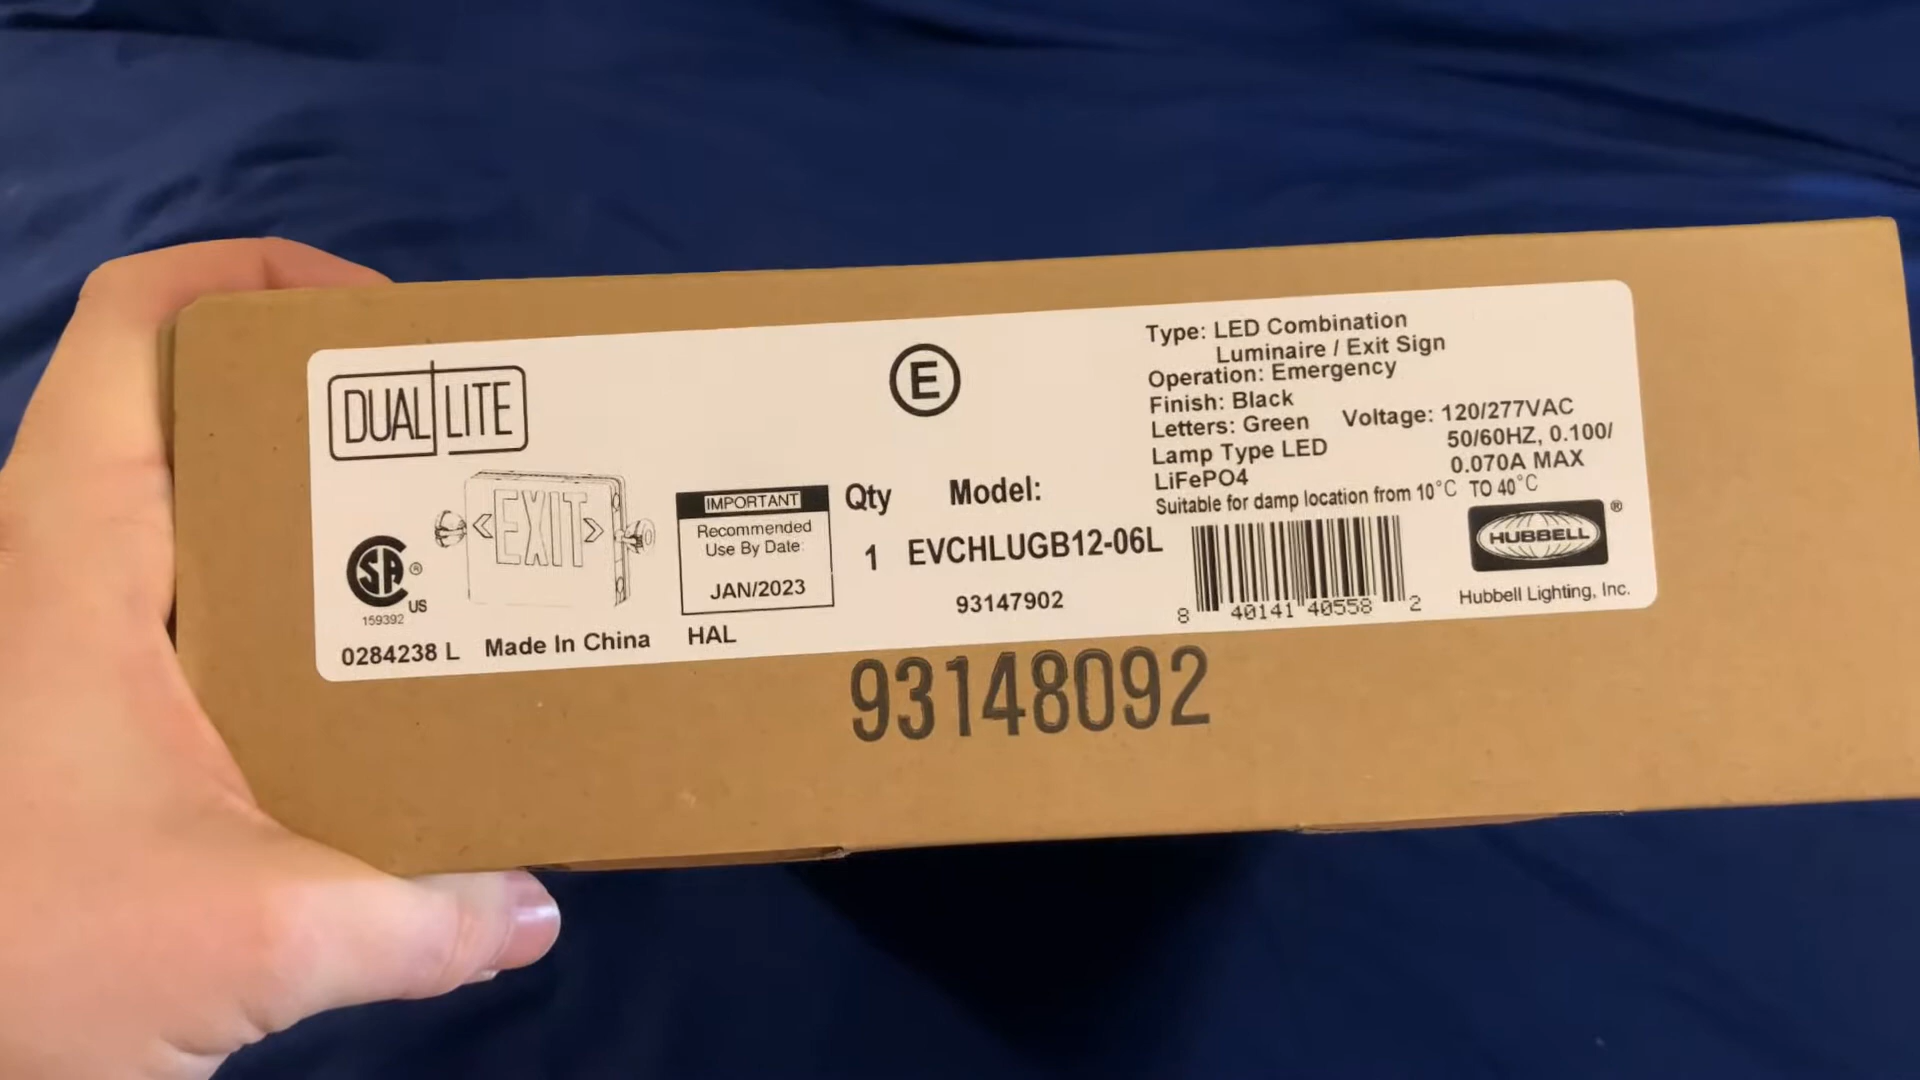 DUAL LITE
E
Type: LED Combination
Luminaire / Exit Sign
Operation: Emergency
Finish: Black
Letters: Green
Lamp Type LED
LiFePO4
Voltage: 120/277VAC
50/60HZ, 0.100/
0.070A MAX
Suitable for damp location from 10°C TO 40°C
EXIT
SA ® US
159392
IMPORTANT
Recommended
Use By Date:
JAN/2023
Qty
1
Model:
EVCHLUGB12-06L
93147902
8 40141 40558 2
HUBBELL ®
Hubbell Lighting, Inc.
0284238 L Made In China HAL
93148092